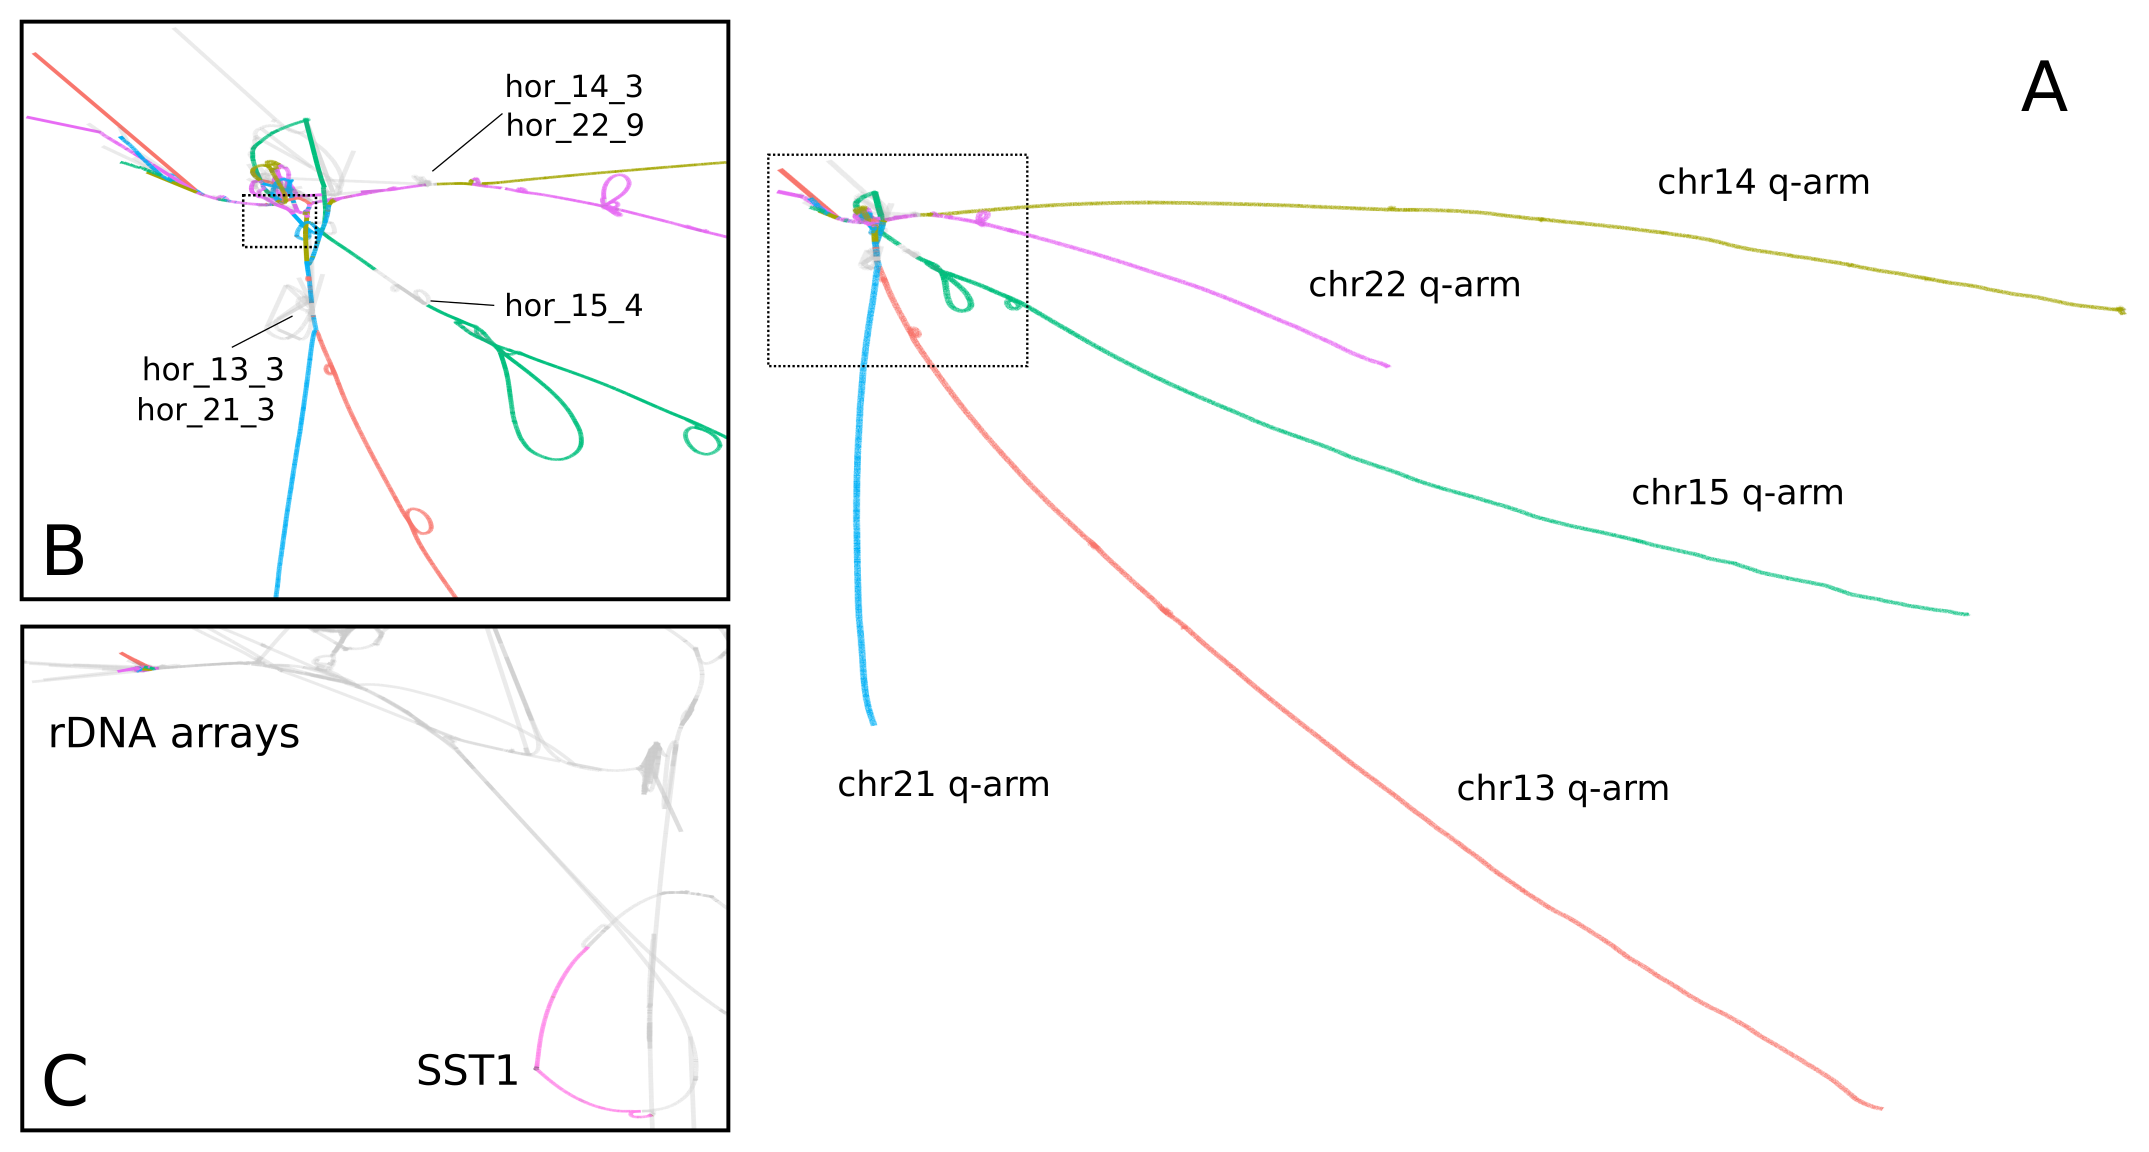 A
chr14 q-arm
chr22 q-arm
chr15 q-arm
chr21 q-arm
chr13 q-arm
hor_14_3
hor_22_9
hor_15_4
hor_13_3
hor_21_3
B
rDNA arrays
SST1
C